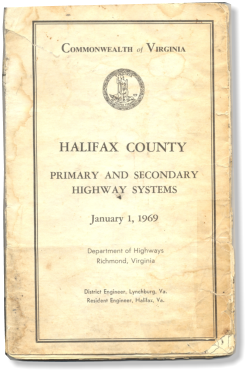 COMMONWEALTH of VIRGINIA
HALIFAX COUNTY
PRIMARY AND SECONDARY
HIGHWAY SYSTEMS
January 1, 1969
Department of Highways
Richmond, Virginia
District Engineer, Lynchburg, Va.
Resident Engineer, Halifax, Va.